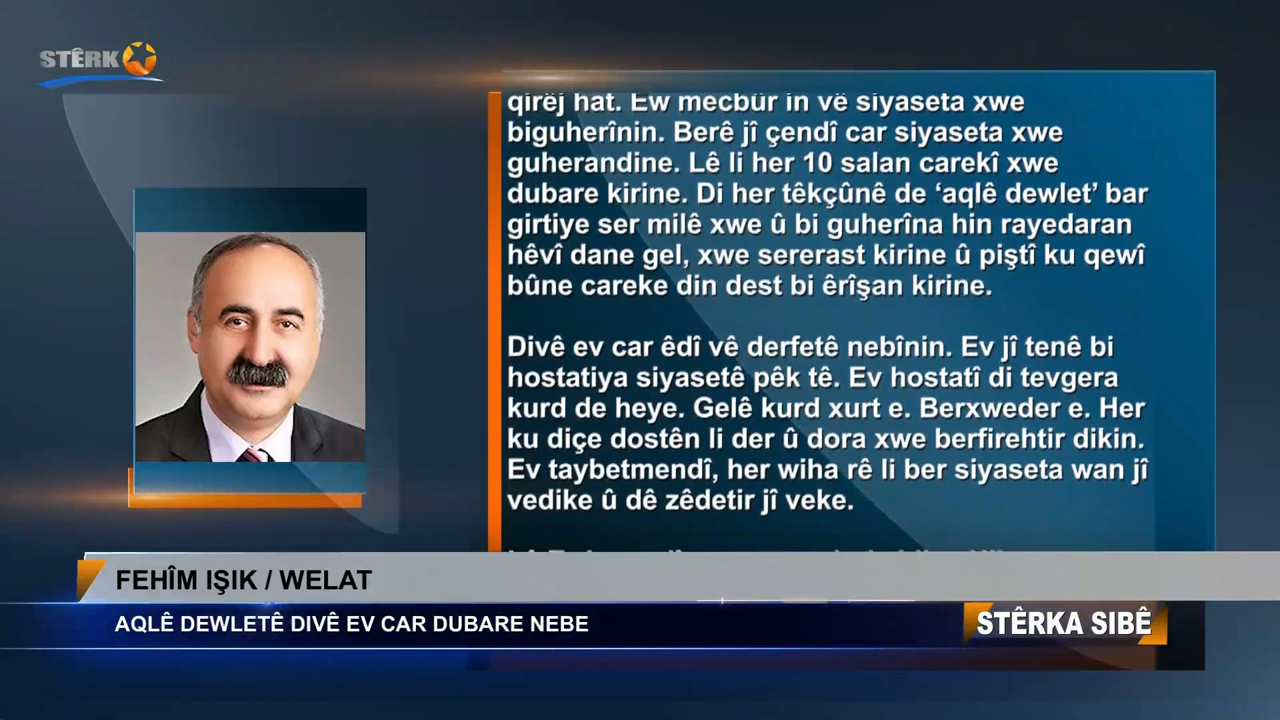 STÊRK
qirêj hat. Ew mecbûr in vê siyaseta xwe
biguherînin. Berê jî çendî car siyaseta xwe
guherandine. Lê li her 10 salan carekî xwe
dubare kirine. Di her têkçûnê de ‘aqlê dewlet’ bar
girtiye ser milê xwe û bi guherîna hin rayedaran
hêvî dane gel, xwe sererast kirine û piştî ku qewî
bûne careke din dest bi êrîşan kirine.
Divê ev car êdî vê derfetê nebînin. Ev jî tenê bi
hostatiya siyasetê pêk tê. Ev hostatî di tevgera
kurd de heye. Gelê kurd xurt e. Berxweder e. Her
ku diçe dostên li der û dora xwe berfirehtir dikin.
Ev taybetmendî, her wiha rê li ber siyaseta wan jî
vedike û dê zêdetir jî veke.
FEHÎM IŞIK / WELAT
AQLÊ DEWLETÊ DIVÊ EV CAR DUBARE NEBE
STÊRKA SIBÊ